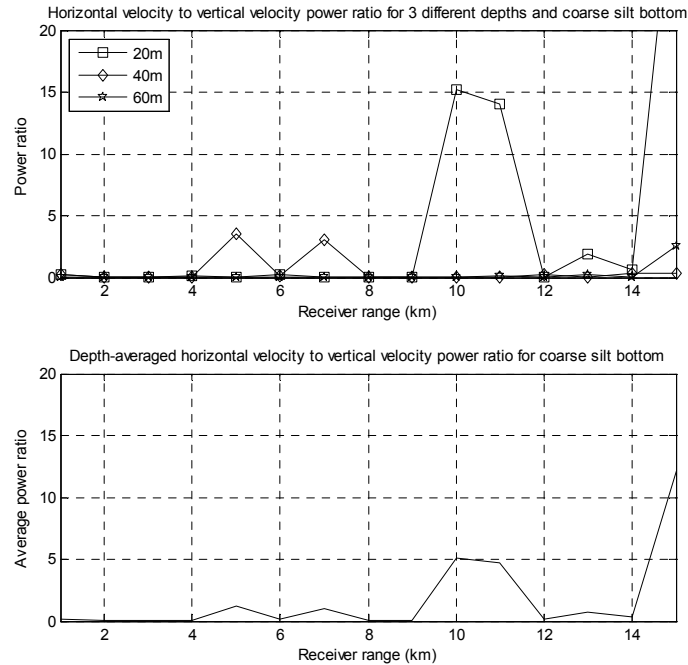 Horizontal velocity to vertical velocity power ratio for 3 different depths and coarse silt bottom
20
15
10
5
0
Power ratio
20m
40m
60m
2 4 6 8 10 12 14
Receiver range (km)
Depth-averaged horizontal velocity to vertical velocity power ratio for coarse silt bottom
20
15
10
5
0
Average power ratio
2 4 6 8 10 12 14
Receiver range (km)